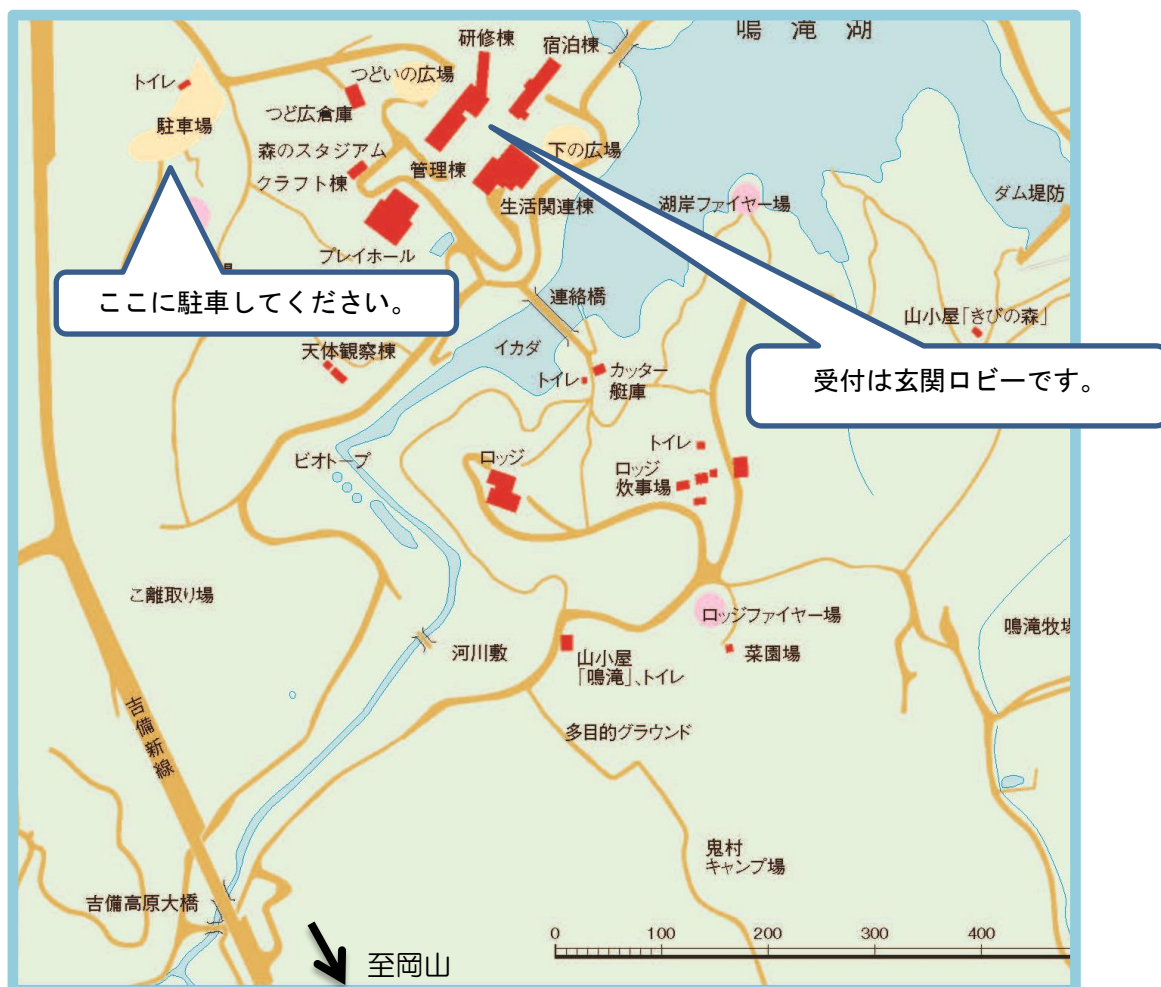 鳴滝湖
研修棟
宿泊棟
つどいの広場
トイレ
つど広倉庫
駐車場
森のスタジアム
クラフト棟
管理棟
下の広場
生活関連棟
プレイホール
湖岸ファイヤー場
ダム堤防
ここに駐車してください。
連絡橋
山小屋「きびの森」
イカダ
天体観察棟
トイレ
カッター
艇庫
受付は玄関ロビーです。
ビオトープ
ロッジ
トイレ
ロッジ
炊事場
こ離取り場
ロッジファイヤー場
鳴滝牧
河川敷
山小屋
「鳴滝」、トイレ
菜園場
吉備新線
多目的グラウンド
鬼村
キャンプ場
吉備高原大橋
0 100 200 300 400
至岡山